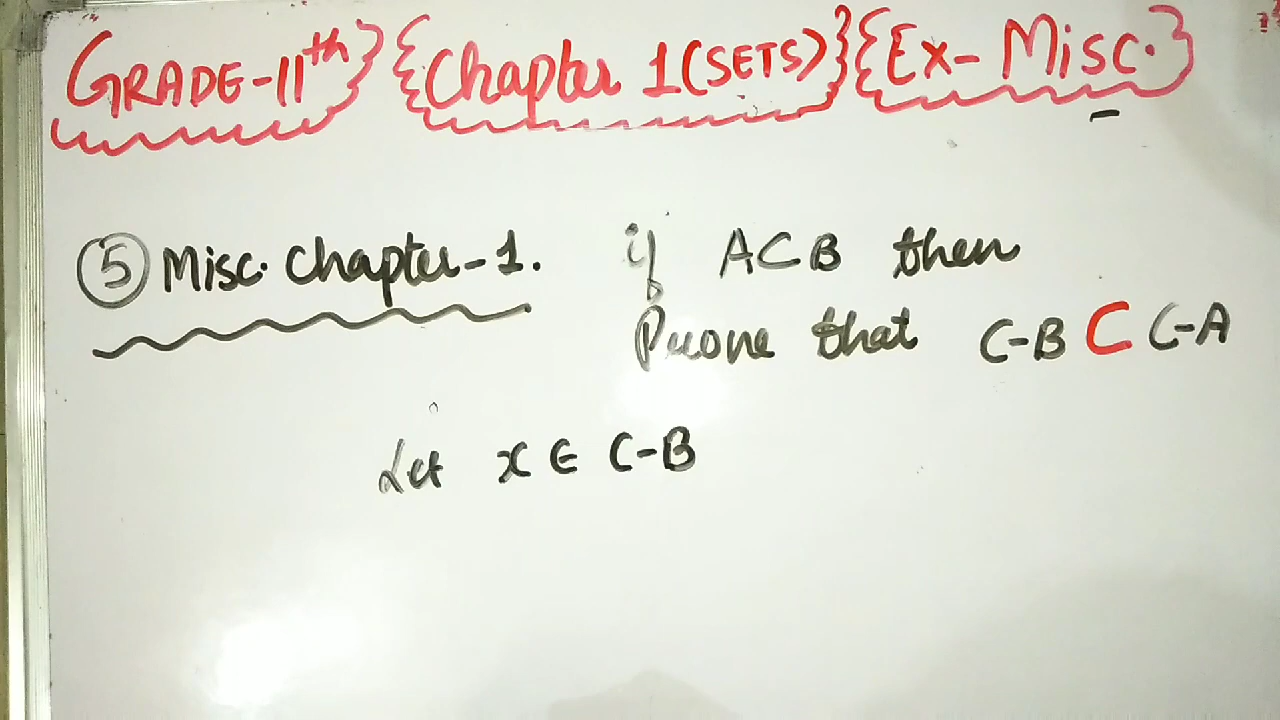 GRADE-11th} {Chapter 1(SETS)} {Ex- Misc.}
⑤ Misc. Chapter-1. if A⊂B then
Prove that C-B ⊂ C-A
Let x ∈ C-B